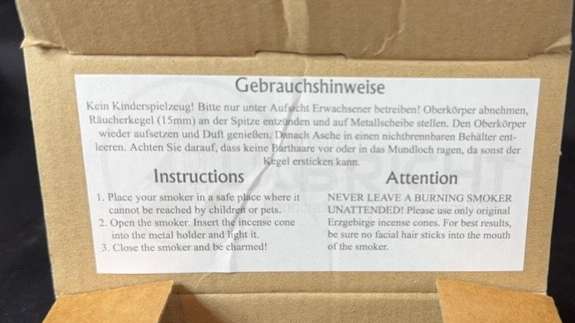 Gebrauchshinweise
Kein Kinderspielzeug! Bitte nur unter Aufsicht Erwachsener betreiben! Oberkörper abnehmen,
Räucherkegel (15mm) an der Spitze entzünden und auf Metallscheibe stellen. Den Oberkörper
wieder aufsetzen und Duft genießen. Danach Asche in einen nichtbrennbaren Behälter ent-
leeren. Achten Sie darauf, dass keine Barthaare vor oder in das Mundloch ragen, da sonst der
Kegel ersticken kann.
Instructions
1. Place your smoker in a safe place where it
cannot be reached by children or pets.
2. Open the smoker. Insert the incense cone
into the metal holder and light it.
3. Close the smoker and be charmed!
Attention
NEVER LEAVE A BURNING SMOKER
UNATTENDED! Please use only original
Erzgebirge incense cones. For best results,
be sure no facial hair sticks into the mouth
of the smoker.